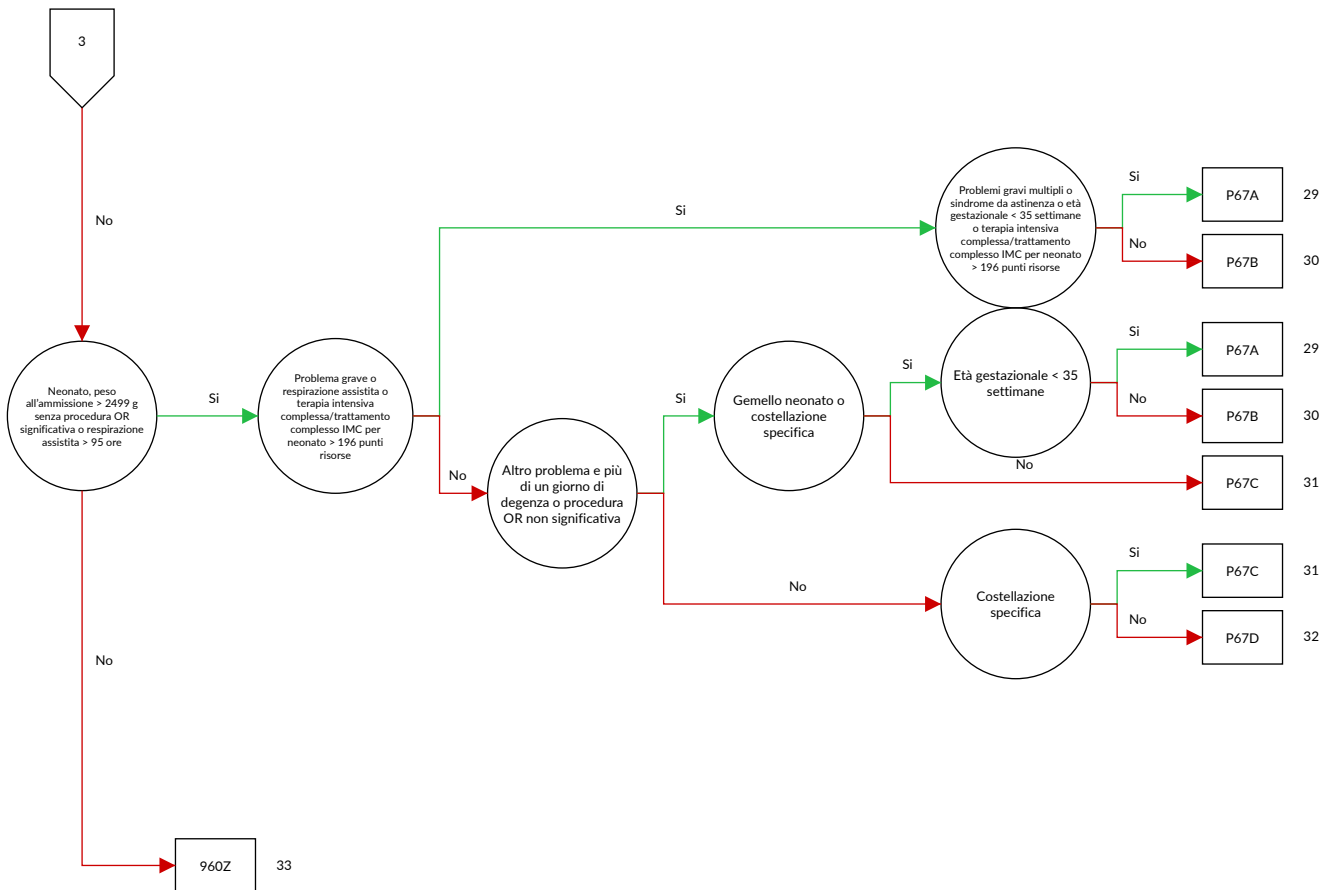 3
No
Neonato, peso
all'ammissione > 2499 g
senza procedura OR
significativa o respirazione
assistita > 95 ore
Si
Problema grave o
respirazione assistita o
terapia intensiva
complessa/trattamento
complesso IMC per
neonato > 196 punti
risorse
Si
Problemi gravi multipli o
sindrome da astinenza o età
gestazionale < 35 settimane
o terapia intensiva
complessa/trattamento
complesso IMC per neonato
> 196 punti risorse
Si
P67A
29
No
P67B
30
No
Altro problema e più
di un giorno di
degenza o procedura
OR non significativa
Si
Gemello neonato o
costellazione
specifica
Si
Età gestazionale < 35
settimane
Si
P67A
29
No
P67B
30
No
P67C
31
No
Costellazione
specifica
Si
P67C
31
No
P67D
32
No
960Z
33